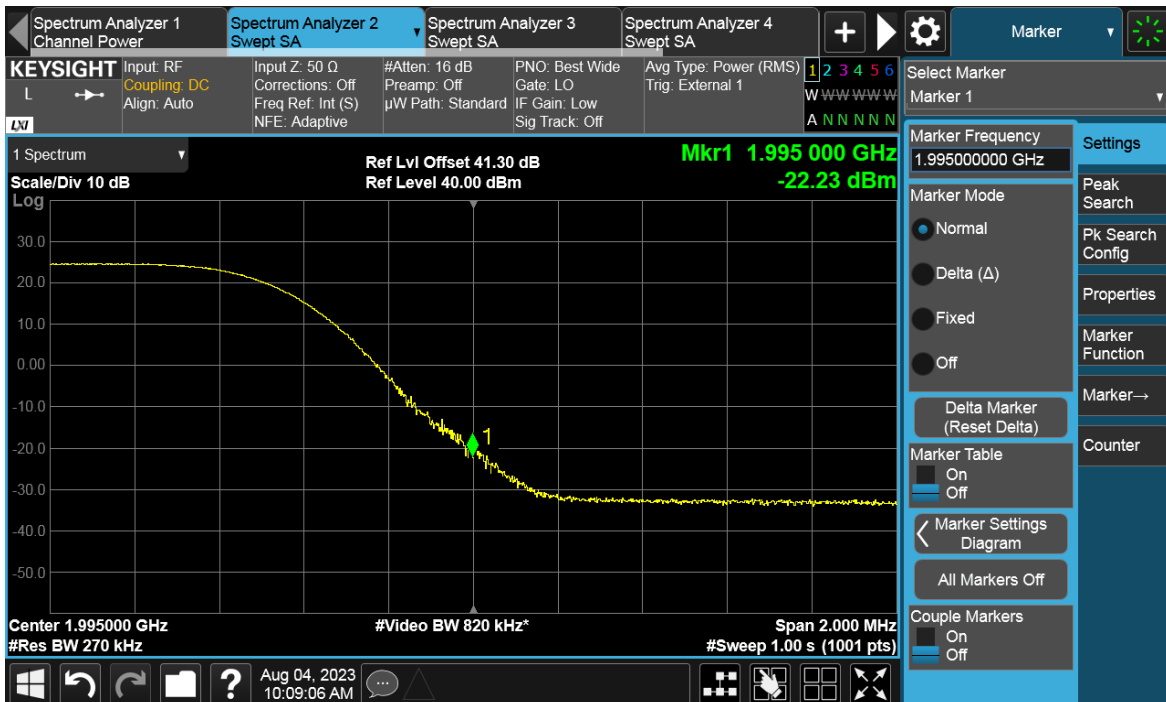 Spectrum Analyzer 1
Channel Power
Spectrum Analyzer 2
Swept SA
Spectrum Analyzer 3
Swept SA
Spectrum Analyzer 4
Swept SA
+
Marker
KEYSIGHT
L
LXI
Input: RF
Coupling: DC
Align: Auto
Input Z: 50 Ω
Corrections: Off
Freq Ref: Int (S)
NFE: Adaptive
#Atten: 16 dB
Preamp: Off
µW Path: Standard
PNO: Best Wide
Gate: LO
IF Gain: Low
Sig Track: Off
Avg Type: Power (RMS)
Trig: External 1
1 2 3 4 5 6
W W W W W W
A N N N N N
Select Marker
Marker 1
1 Spectrum
Scale/Div 10 dB
Log
Ref Lvl Offset 41.30 dB
Ref Level 40.00 dBm
Mkr1 1.995 000 GHz
-22.23 dBm
30.0
20.0
10.0
0.00
-10.0
-20.0
-30.0
-40.0
-50.0
1
Center 1.995000 GHz
#Res BW 270 kHz
#Video BW 820 kHz*
Span 2.000 MHz
#Sweep 1.00 s (1001 pts)
Marker Frequency
1.995000000 GHz
Marker Mode
Normal
Delta (Δ)
Fixed
Off
Delta Marker
(Reset Delta)
Marker Table
On
Off
Marker Settings
Diagram
All Markers Off
Couple Markers
On
Off
Settings
Peak
Search
Pk Search
Config
Properties
Marker
Function
Marker→
Counter
?
Aug 04, 2023
10:09:06 AM